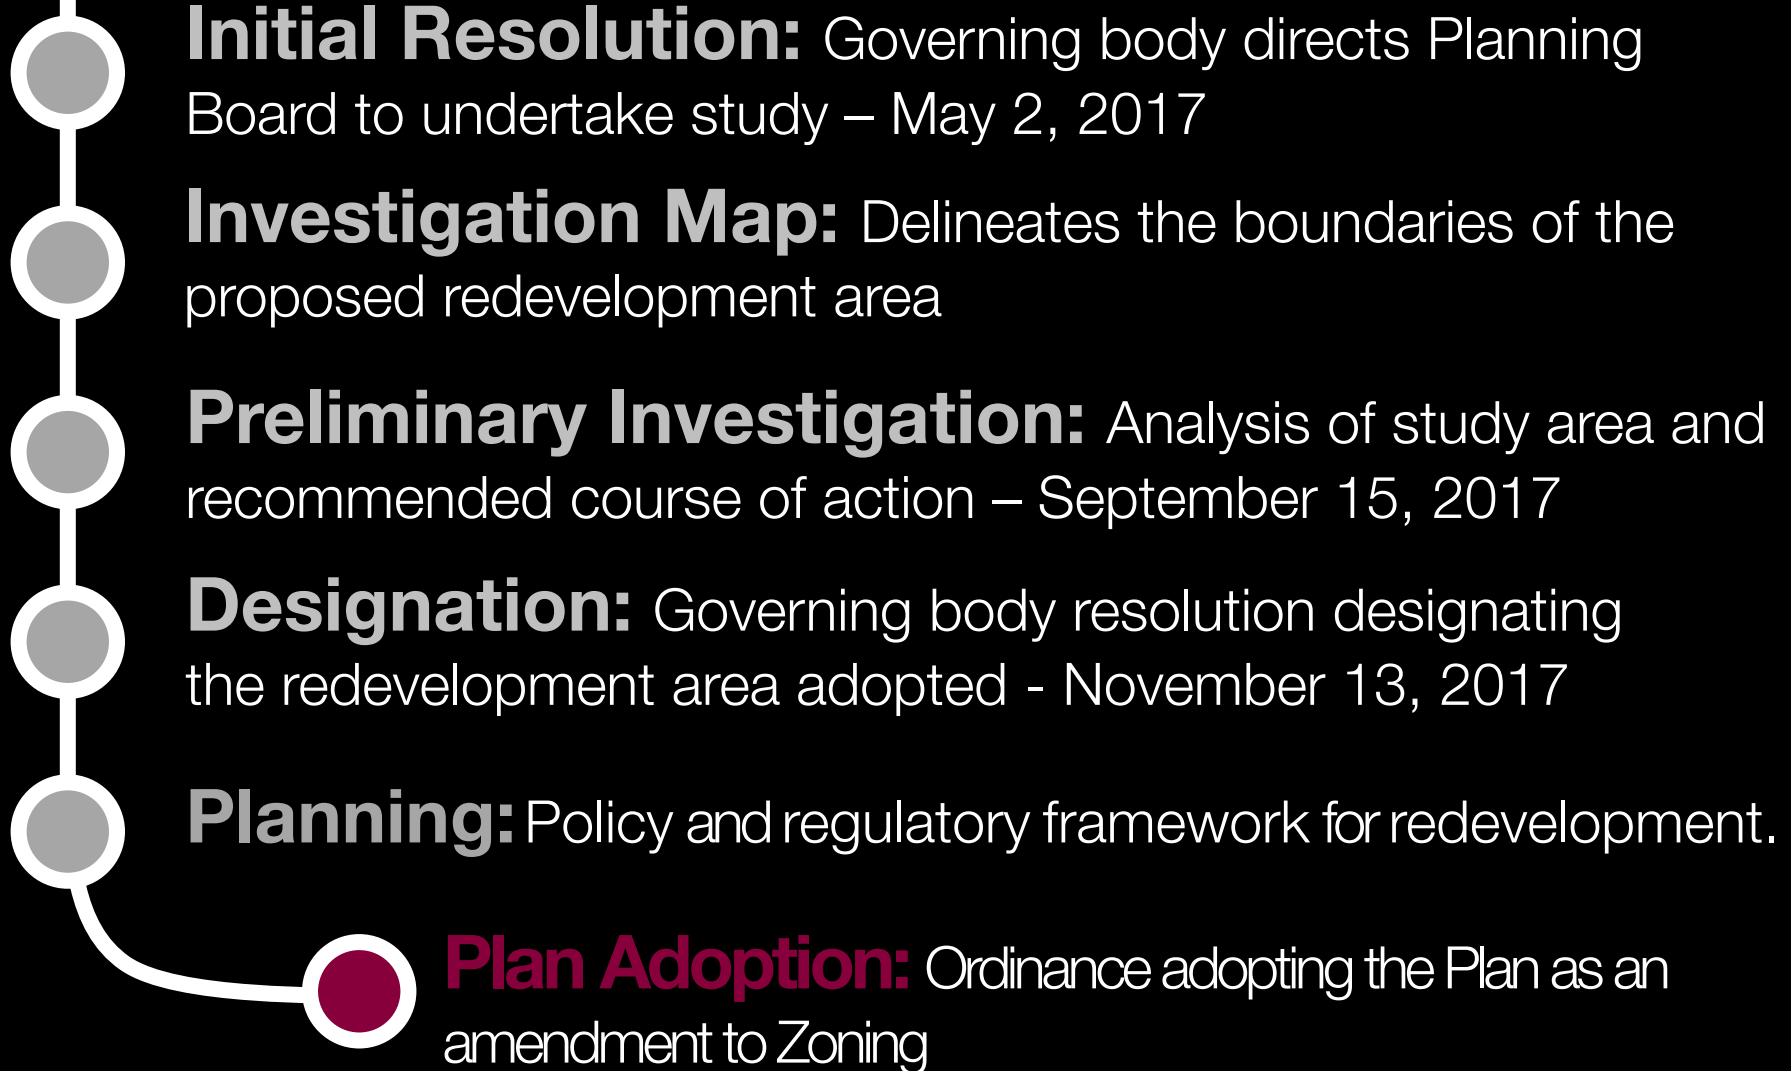 Initial Resolution: Governing body directs Planning
Board to undertake study – May 2, 2017
Investigation Map: Delineates the boundaries of the
proposed redevelopment area
Preliminary Investigation: Analysis of study area and
recommended course of action – September 15, 2017
Designation: Governing body resolution designating
the redevelopment area adopted - November 13, 2017
Planning: Policy and regulatory framework for redevelopment.
Plan Adoption: Ordinance adopting the Plan as an
amendment to Zoning